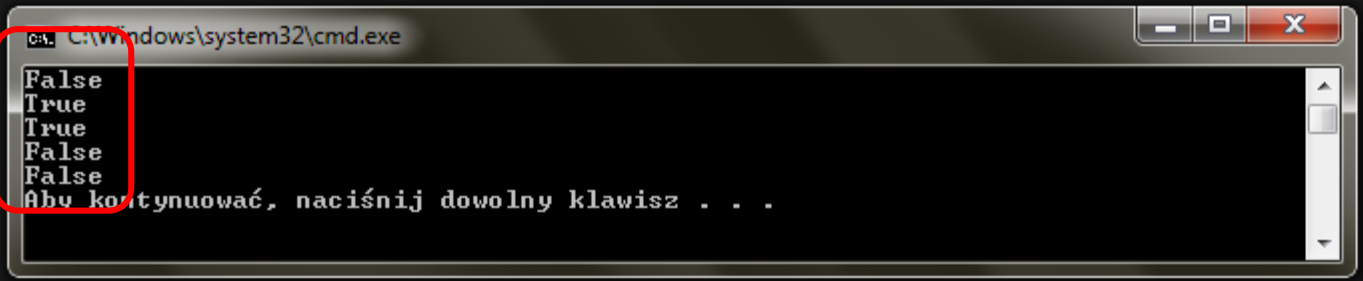 C:\Windows\system32\cmd.exe
False
True
True
False
False
Aby kontynuować, naciśnij dowolny klawisz . . .